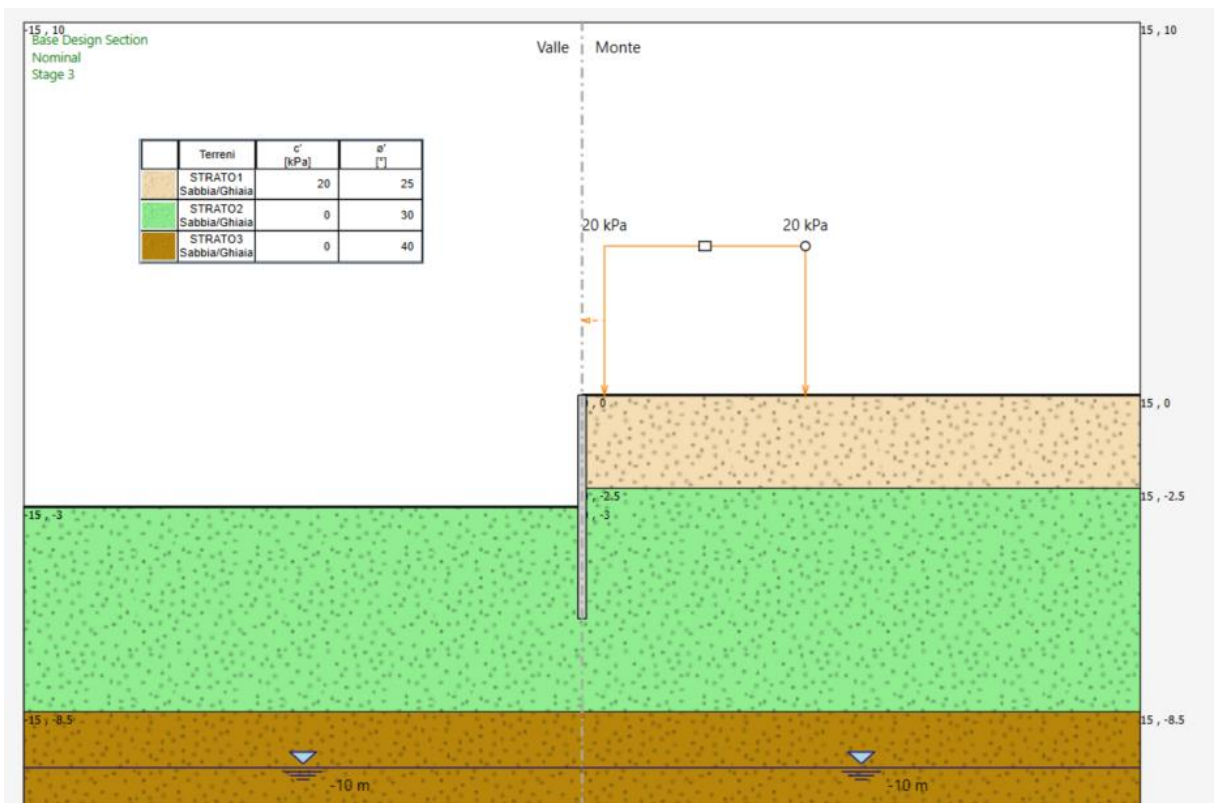 -15 , 10
15 , 10
Base Design Section
Nominal
Stage 3
Valle
Monte
Terreni
c'
[kPa]
ø'
[°]
STRATO1
Sabbia/Ghiaia
20
25
STRATO2
Sabbia/Ghiaia
0
30
STRATO3
Sabbia/Ghiaia
0
40
20 kPa
20 kPa
, 0
15 , 0
, -2.5
15 , -2.5
-15 , -3
, -3
-15 , -8.5
15 , -8.5
-10 m
-10 m